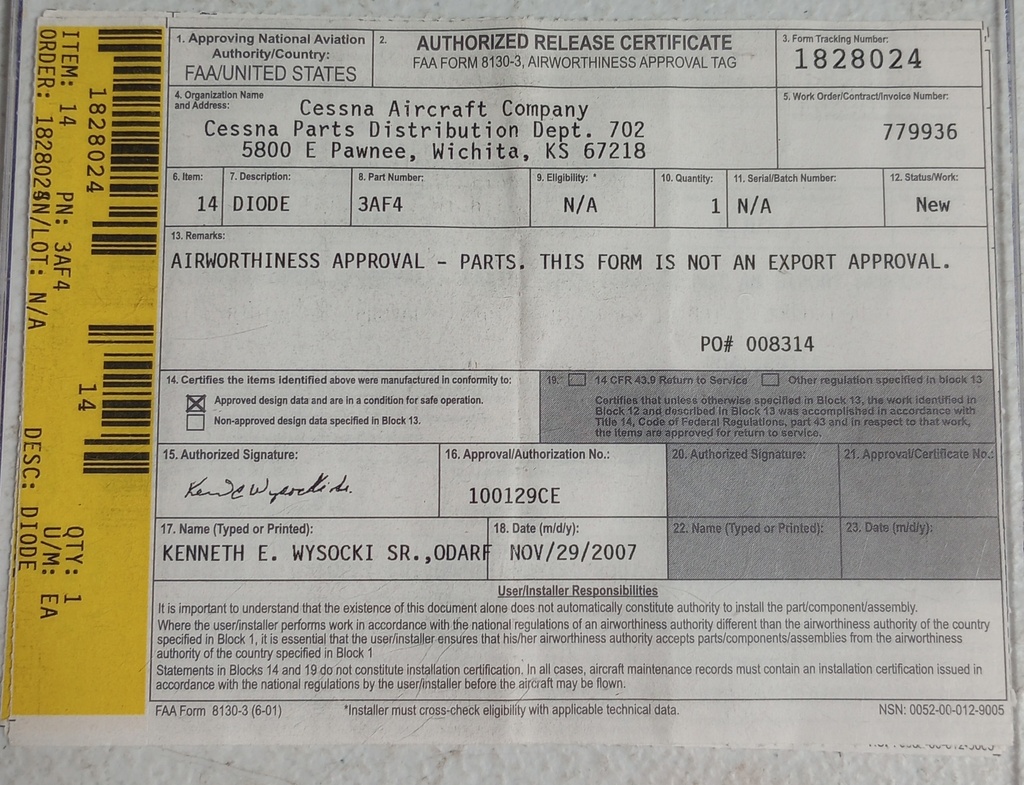 ITEM: 14 PN: 3AF4 QTY: 1
ORDER: 1828024 SN/LOT: N/A U/M: EA
DESC: DIODE
1828024
14
1. Approving National Aviation Authority/Country:
FAA/UNITED STATES
2.
AUTHORIZED RELEASE CERTIFICATE
FAA FORM 8130-3, AIRWORTHINESS APPROVAL TAG
3. Form Tracking Number:
1828024
4. Organization Name
and Address:
Cessna Aircraft Company
Cessna Parts Distribution Dept. 702
5800 E Pawnee, Wichita, KS 67218
5. Work Order/Contract/Invoice Number:
779936
6. Item: 7. Description: 8. Part Number: 9. Eligibility: * 10. Quantity: 11. Serial/Batch Number: 12. Status/Work:
14 DIODE 3AF4 N/A 1 N/A New
13. Remarks:
AIRWORTHINESS APPROVAL - PARTS. THIS FORM IS NOT AN EXPORT APPROVAL.
PO# 008314
14. Certifies the items identified above were manufactured in conformity to:
Approved design data and are in a condition for safe operation.
Non-approved design data specified in Block 13.
19. 14 CFR 43.9 Return to Service Other regulation specified in block 13
Certifies that unless otherwise specified in Block 13, the work identified in
Block 12 and described in Block 13 was accomplished in accordance with
Title 14, Code of Federal Regulations, part 43 and in respect to that work,
the items are approved for return to service.
15. Authorized Signature:
16. Approval/Authorization No.:
100129CE
20. Authorized Signature:
21. Approval/Certificate No.:
17. Name (Typed or Printed):
KENNETH E. WYSOCKI SR.,ODARF
18. Date (m/d/y):
NOV/29/2007
22. Name (Typed or Printed):
23. Date (m/d/y):
User/Installer Responsibilities
It is important to understand that the existence of this document alone does not automatically constitute authority to install the part/component/assembly.
Where the user/installer performs work in accordance with the national regulations of an airworthiness authority different than the airworthiness authority of the country
specified in Block 1, it is essential that the user/installer ensures that his/her airworthiness authority accepts parts/components/assemblies from the airworthiness
authority of the country specified in Block 1
Statements in Blocks 14 and 19 do not constitute installation certification. In all cases, aircraft maintenance records must contain an installation certification issued in
accordance with the national regulations by the user/installer before the aircraft may be flown.
FAA Form 8130-3 (6-01) *Installer must cross-check eligibility with applicable technical data. NSN: 0052-00-012-9005